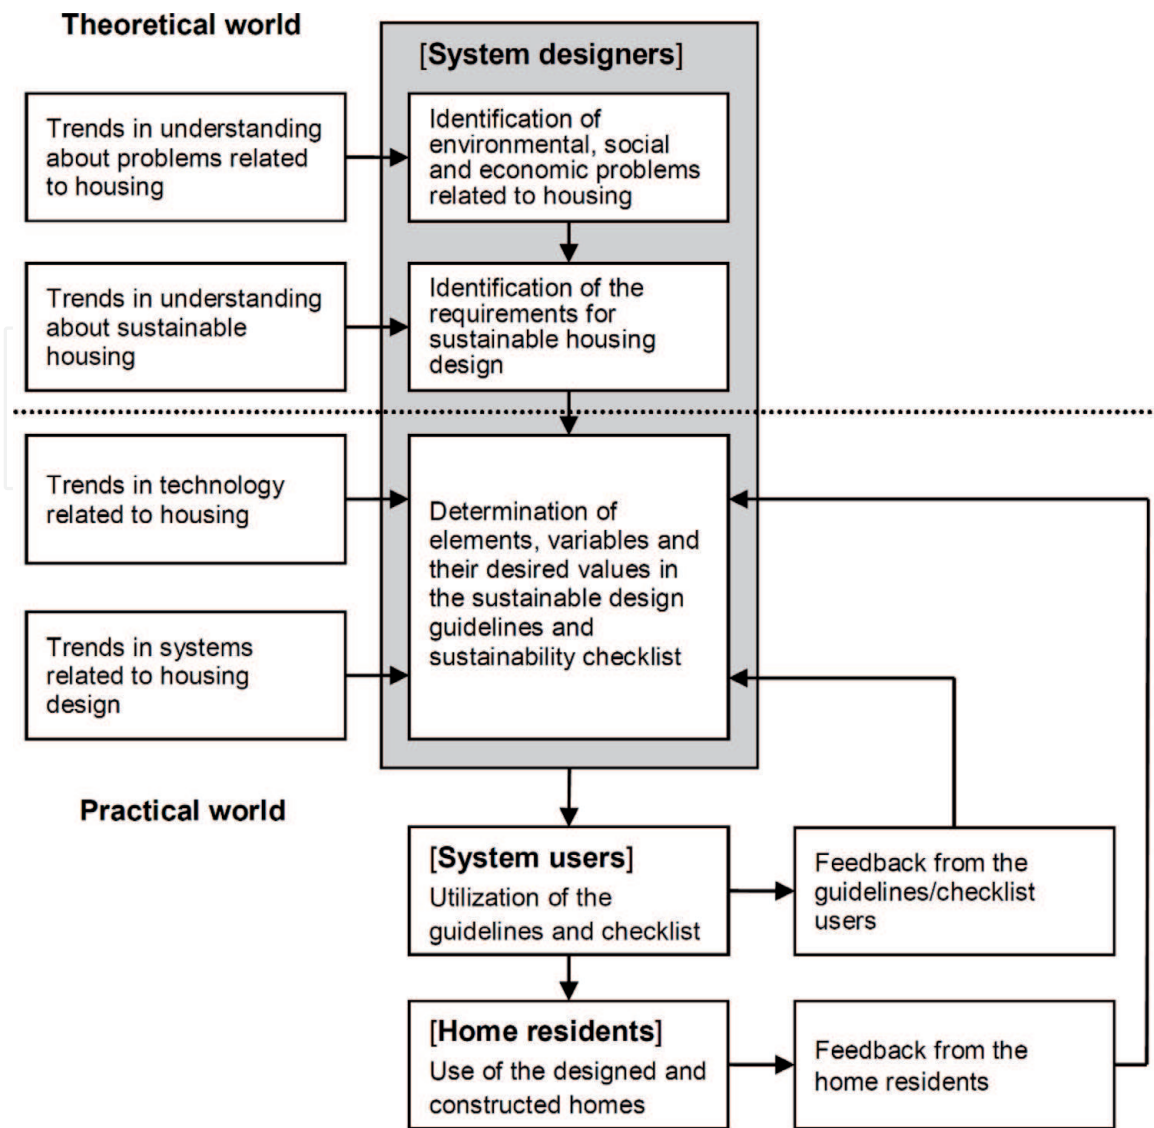 Theoretical world
[System designers]
Trends in understanding
about problems related
to housing
Identification of
environmental, social
and economic problems
related to housing
Trends in understanding
about sustainable
housing
Identification of the
requirements for
sustainable housing
design
Trends in technology
related to housing
Determination of
elements, variables and
their desired values in
the sustainable design
guidelines and
sustainability checklist
Trends in systems
related to housing
design
Practical world
[System users]
Utilization of the
guidelines and checklist
Feedback from the
guidelines/checklist
users
[Home residents]
Use of the designed and
constructed homes
Feedback from the
home residents